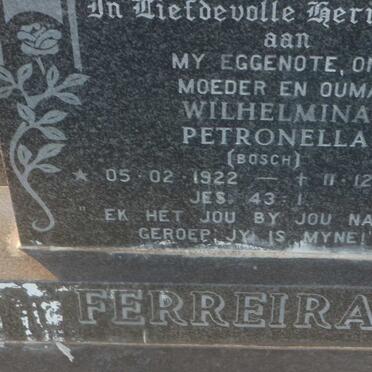 In Liefdevolle Her
aan
MY EGGENOTE, ON
MOEDER EN OUMA
WILHELMINA
PETRONELLA
(BOSCH)
* 05-02-1922 — † 11-12
JES. 43:1
"EK HET JOU BY JOU NA
GEROEP, JY IS MYNE!"
FERREIRA